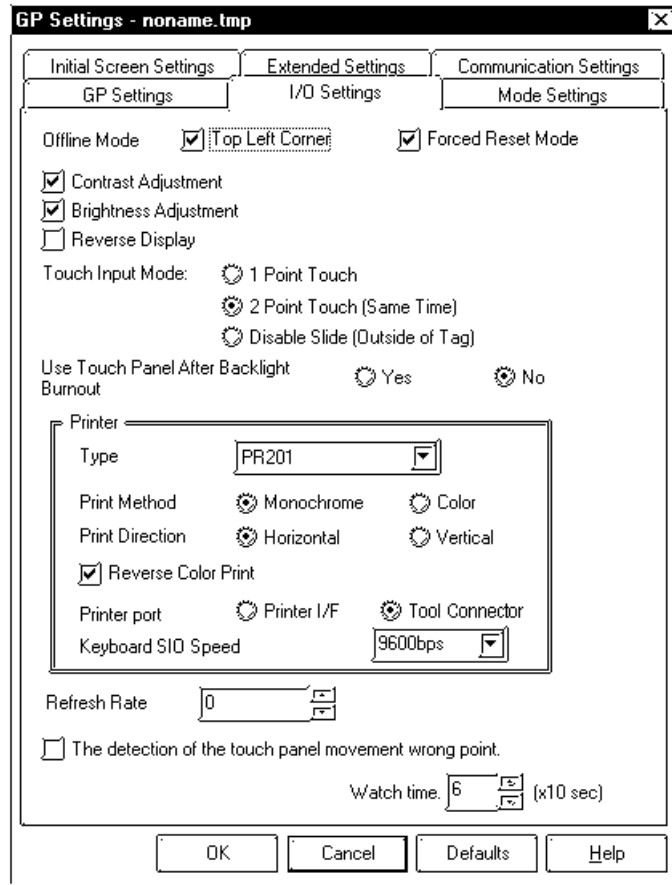 GP Settings - noname.tmp
Initial Screen Settings Extended Settings Communication Settings
GP Settings I/O Settings Mode Settings
Offline Mode Top Left Corner Forced Reset Mode
Contrast Adjustment
Brightness Adjustment
Reverse Display
Touch Input Mode: 1 Point Touch
2 Point Touch (Same Time)
Disable Slide (Outside of Tag)
Use Touch Panel After Backlight
Burnout Yes No
Printer
Type PR201
Print Method Monochrome Color
Print Direction Horizontal Vertical
Reverse Color Print
Printer port Printer I/F Tool Connector
Keyboard SIO Speed 9600bps
Refresh Rate 0
The detection of the touch panel movement wrong point.
Watch time. 6 (x10 sec)
OK Cancel Defaults Help